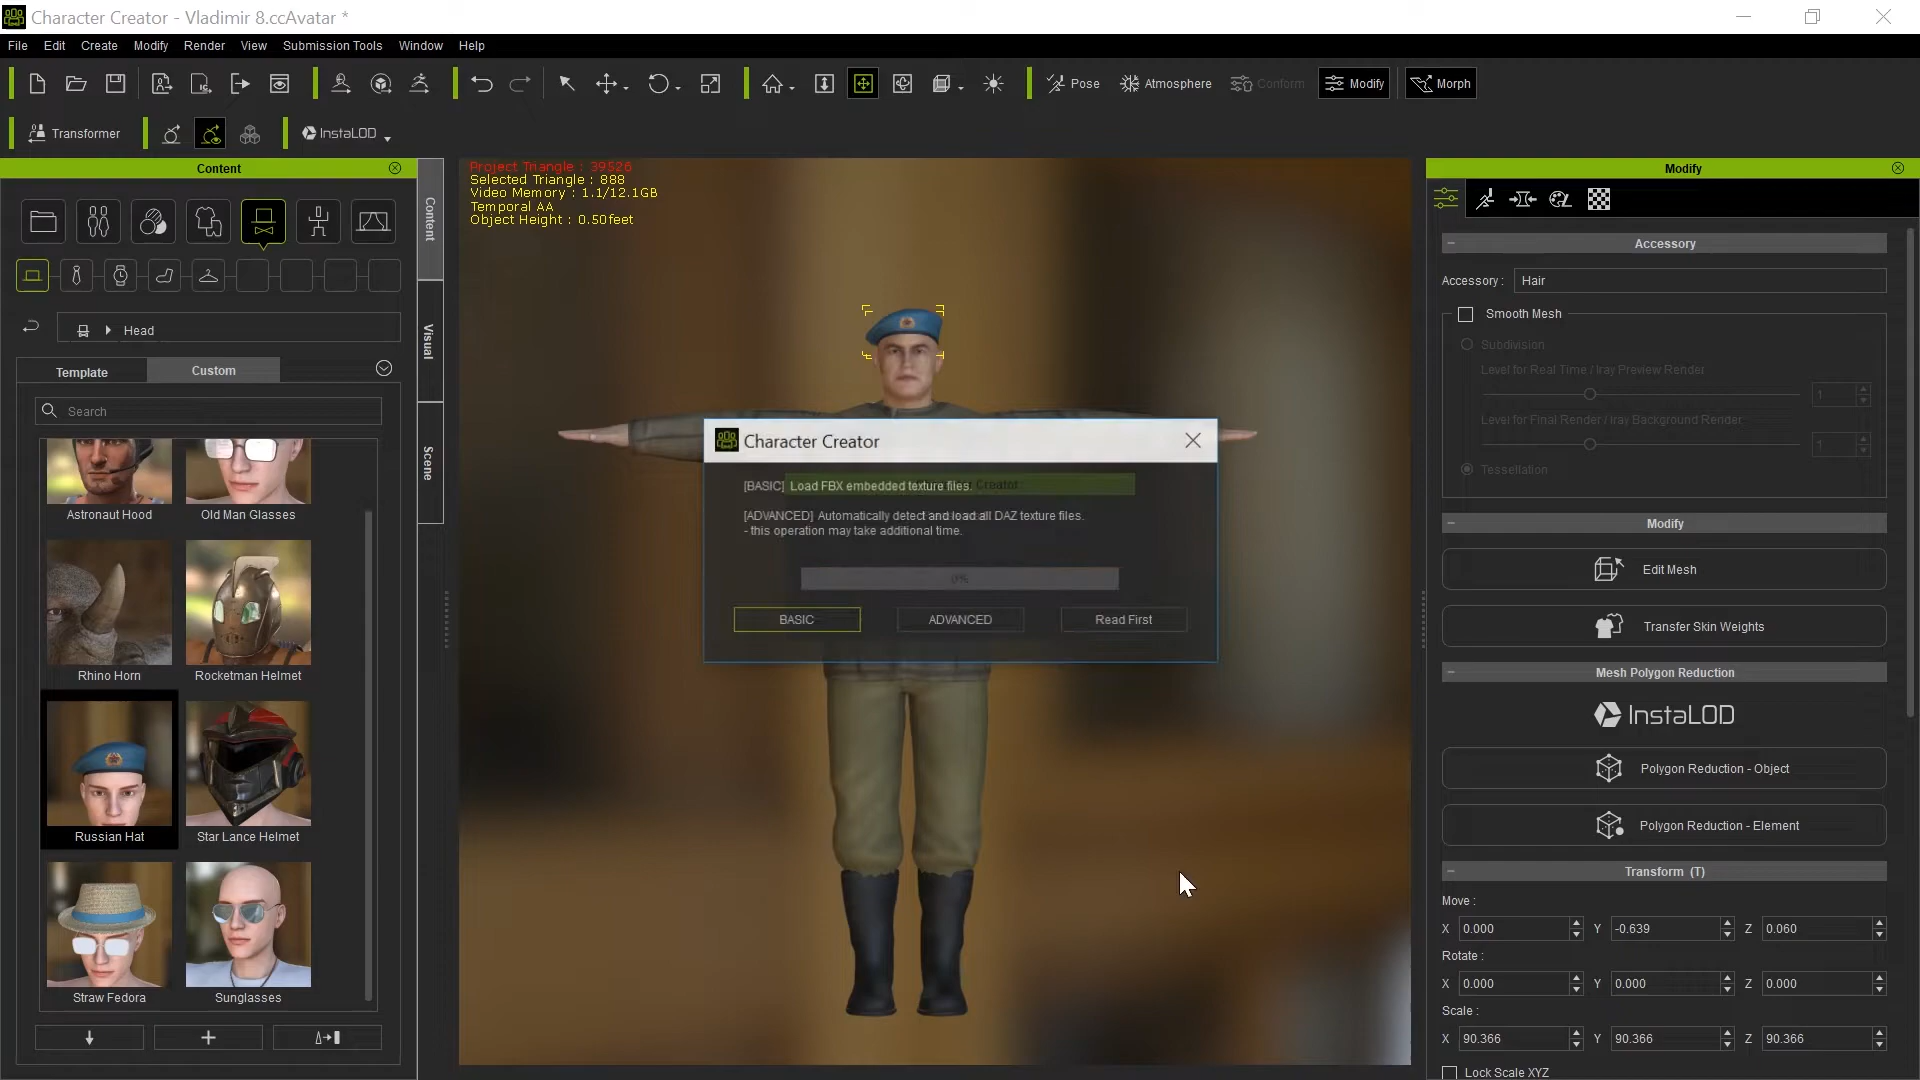 Character Creator - Vladimir 8.ccAvatar *
File Edit Create Modify Render View Submission Tools Window Help
Pose Atmosphere Conform Modify Morph
Transformer InstaLOD
Content
Content
Visual
Scene
Head
Template Custom
Search
Astronaut Hood Old Man Glasses
Rhino Horn Rocketman Helmet
Russian Hat Star Lance Helmet
Straw Fedora Sunglasses
Project Triangle : 39526
Selected Triangle : 888
Video Memory : 1.1/12.1GB
Temporal AA
Object Height : 0.50feet
Character Creator
[BASIC] Load FBX embedded texture files.
[ADVANCED] Automatically detect and load all DAZ texture files.
- this operation may take additional time.
0%
BASIC ADVANCED Read First
Modify
Accessory
Accessory : Hair
Smooth Mesh
Subdivision
Level for Real Time / Iray Preview Render
1
Level for Final Render / Iray Background Render
1
Tessellation
Modify
Edit Mesh
Transfer Skin Weights
Mesh Polygon Reduction
InstaLOD
Polygon Reduction - Object
Polygon Reduction - Element
Transform (T)
Move :
X 0.000 Y -0.639 Z 0.060
Rotate :
X 0.000 Y 0.000 Z 0.000
Scale :
X 90.366 Y 90.366 Z 90.366
Lock Scale XYZ